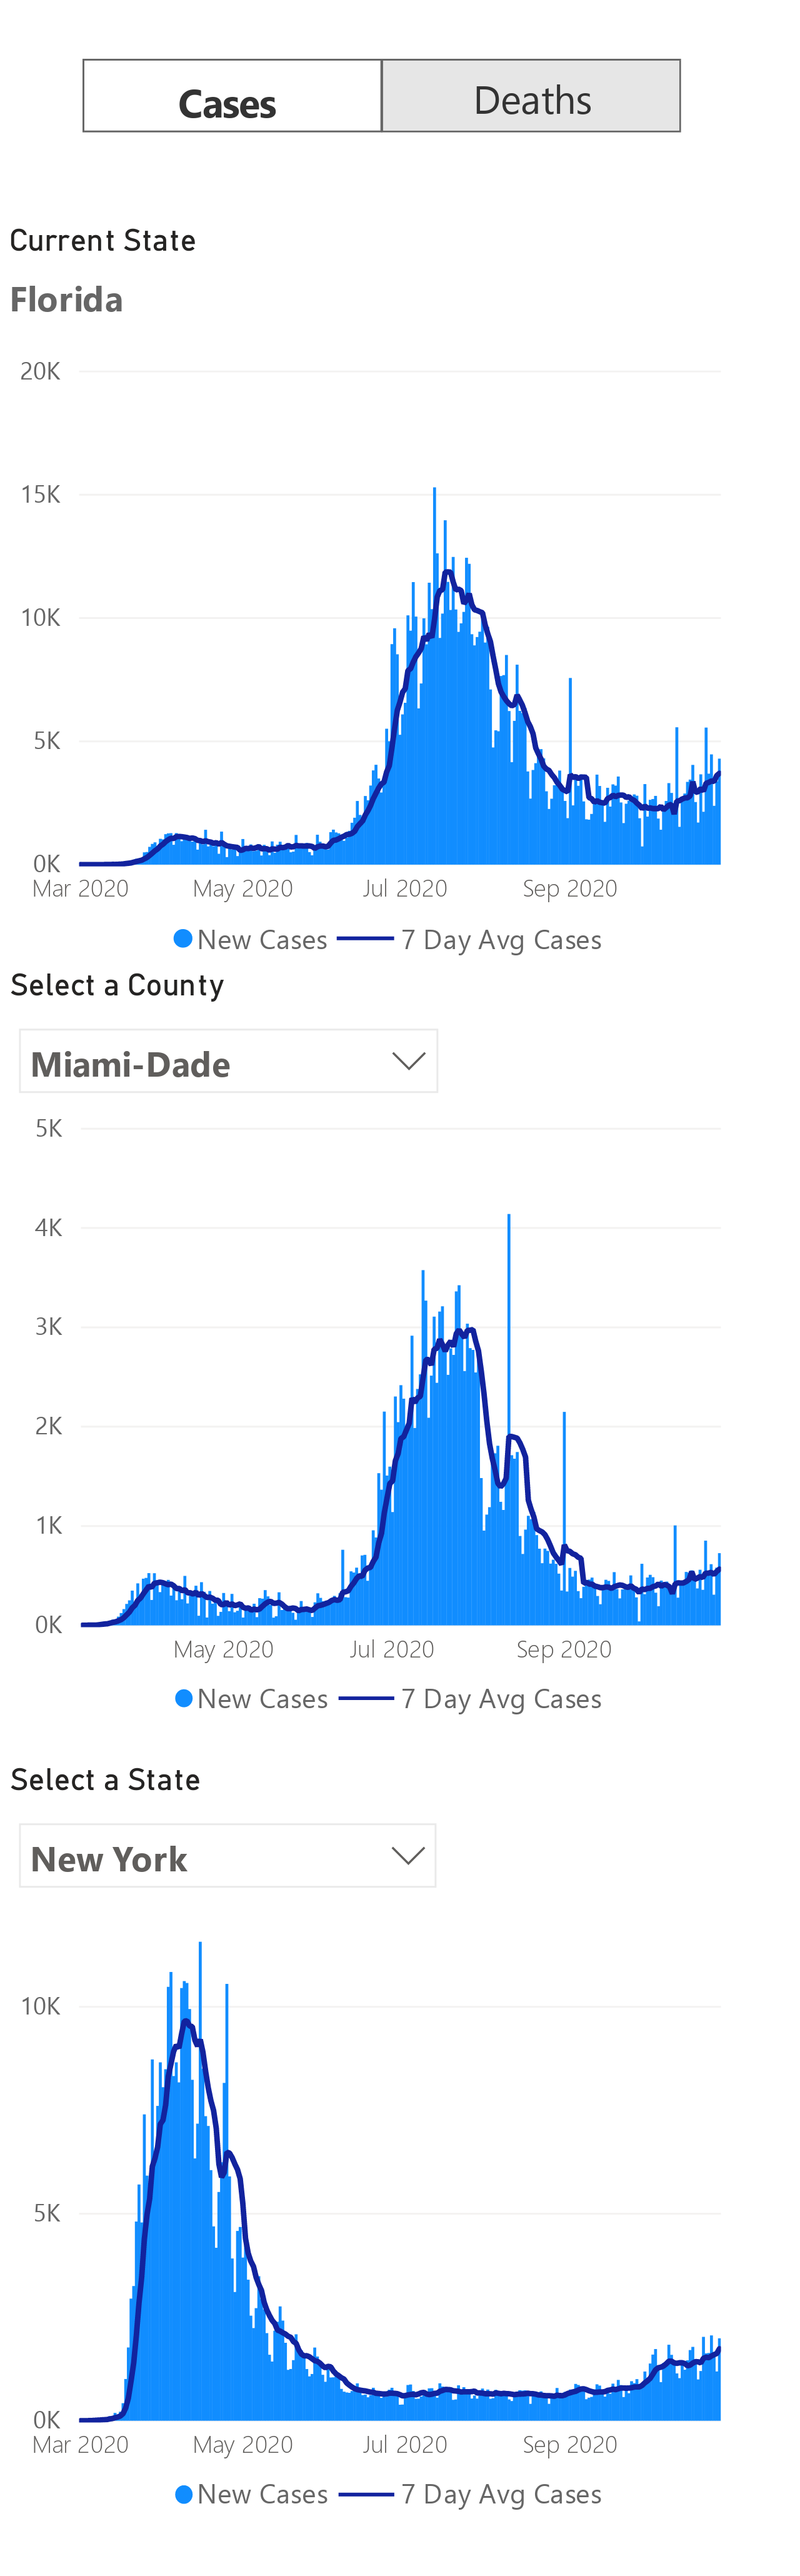 Cases Deaths
Current State
Florida
20K
15K
10K
5K
0K
Mar 2020 May 2020 Jul 2020 Sep 2020
New Cases 7 Day Avg Cases
Select a County
Miami-Dade
5K
4K
3K
2K
1K
0K
May 2020 Jul 2020 Sep 2020
New Cases 7 Day Avg Cases
Select a State
New York
10K
5K
0K
Mar 2020 May 2020 Jul 2020 Sep 2020
New Cases 7 Day Avg Cases